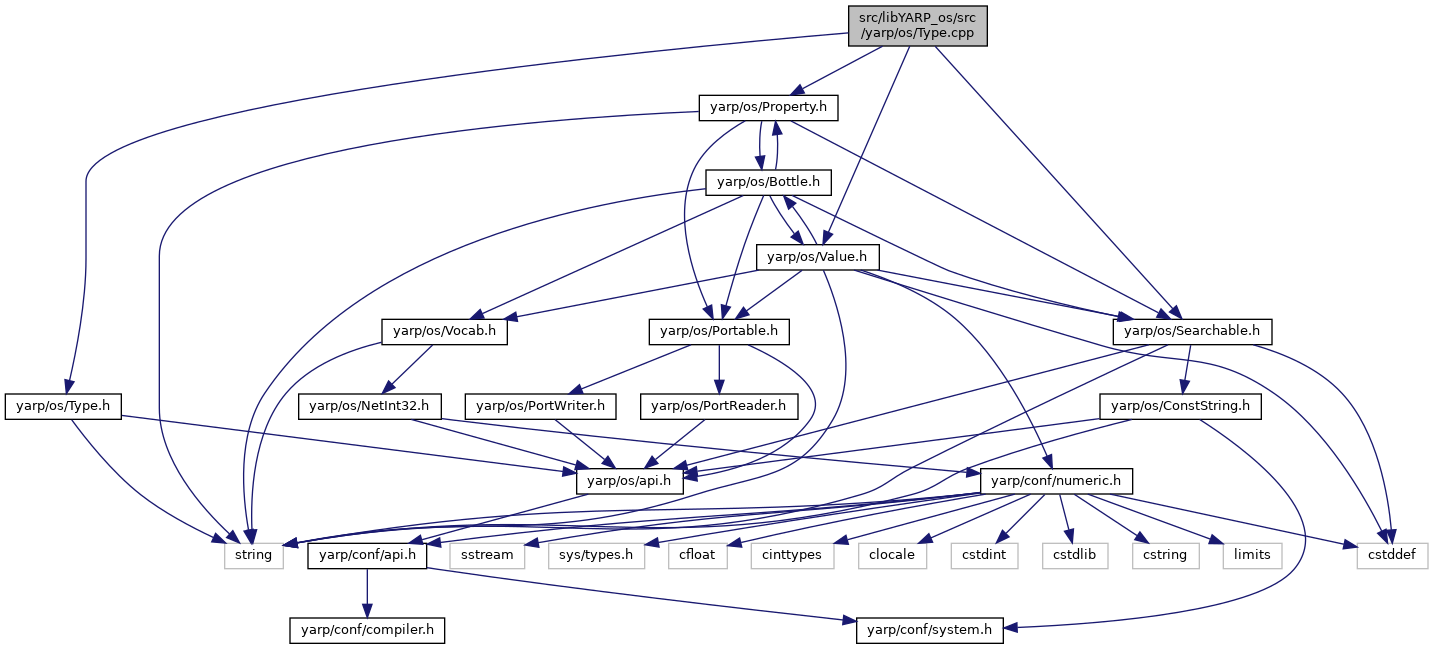 src/libYARP_os/src
/yarp/os/Type.cpp
yarp/os/Property.h
yarp/os/Bottle.h
yarp/os/Value.h
yarp/os/Vocab.h
yarp/os/Portable.h
yarp/os/Searchable.h
yarp/os/Type.h
yarp/os/NetInt32.h
yarp/os/PortWriter.h
yarp/os/PortReader.h
yarp/os/ConstString.h
yarp/os/api.h
yarp/conf/numeric.h
string
yarp/conf/api.h
sstream
sys/types.h
cfloat
cinttypes
clocale
cstdint
cstdlib
cstring
limits
cstddef
yarp/conf/compiler.h
yarp/conf/system.h